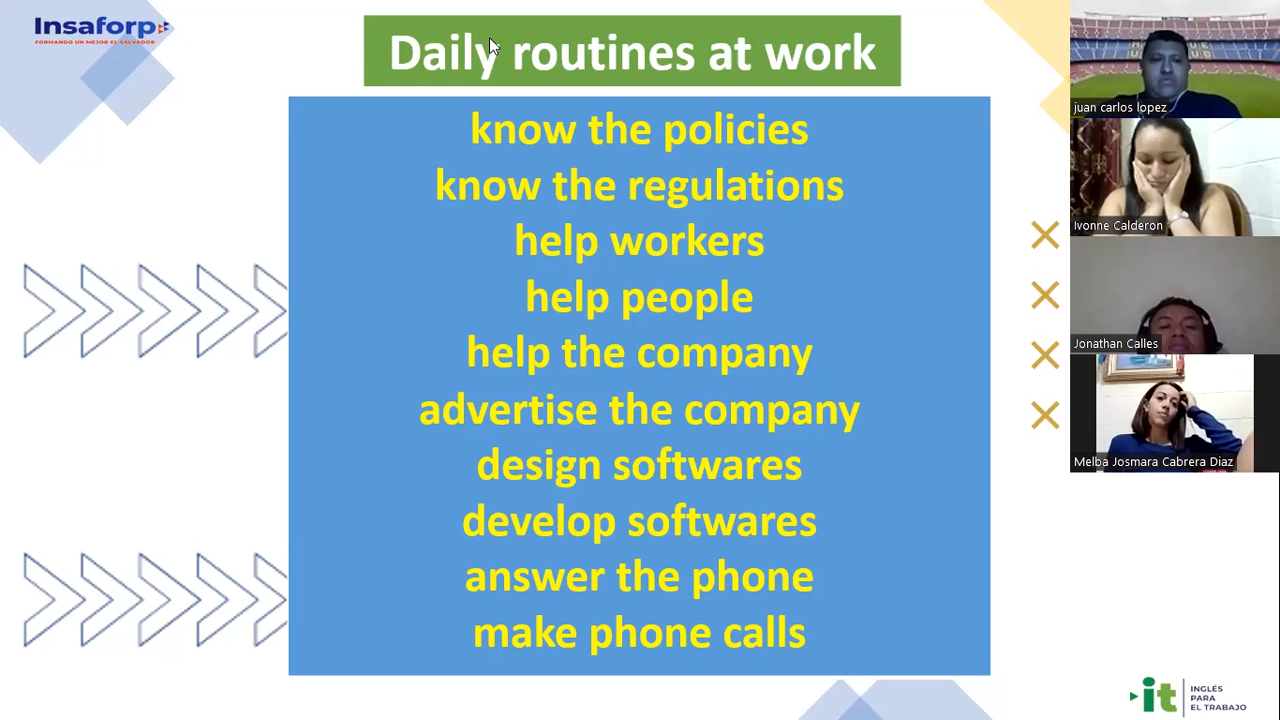 Insaforp
FORMANDO UN MEJOR EL SALVADOR
Daily routines at work
know the policies
know the regulations
help workers
help people
help the company
advertise the company
design softwares
develop softwares
answer the phone
make phone calls
juan carlos lopez
Ivonne Calderon
Jonathan Calles
Melba Josmara Cabrera Diaz
it
INGLÉS
PARA
EL TRABAJO